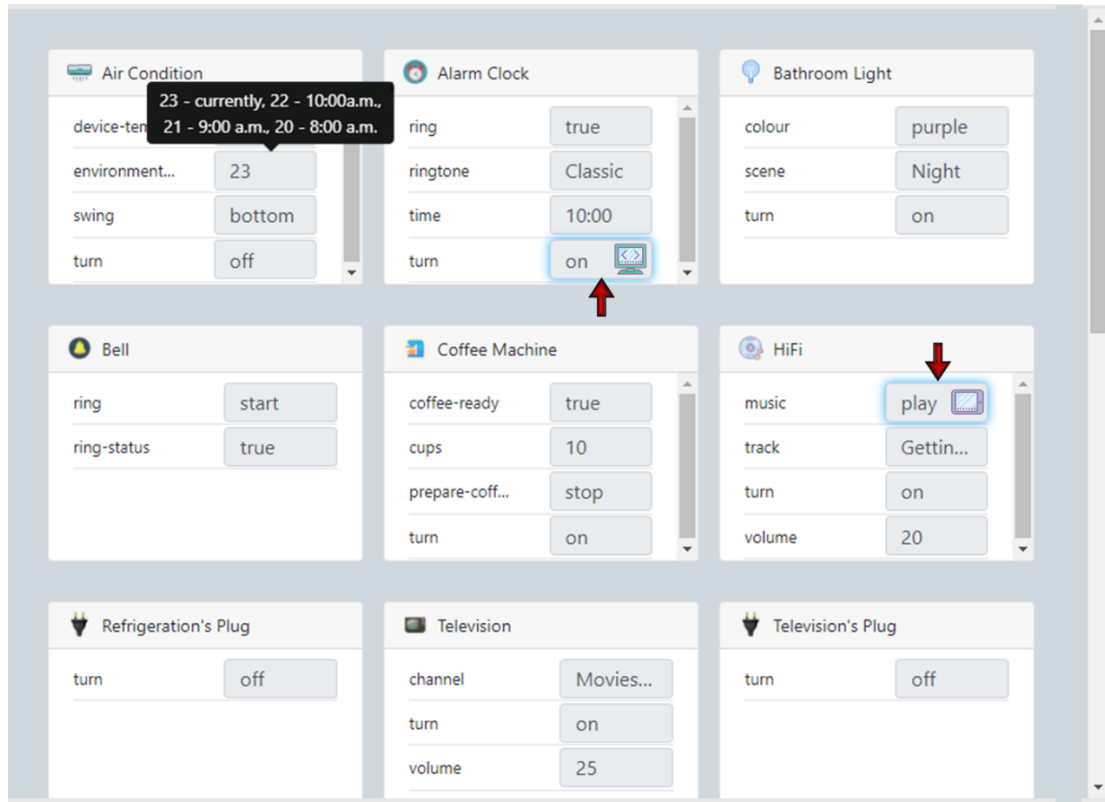 Air Condition
23 - currently, 22 - 10:00a.m.,
21 - 9:00 a.m., 20 - 8:00 a.m.
device-ten
environment... 23
swing bottom
turn off
Alarm Clock
ring true
ringtone Classic
time 10:00
turn on
Bathroom Light
colour purple
scene Night
turn on
Bell
ring start
ring-status true
Coffee Machine
coffee-ready true
cups 10
prepare-coff... stop
turn on
HiFi
music play
track Gettin...
turn on
volume 20
Refrigeration's Plug
turn off
Television
channel Movies...
turn on
volume 25
Television's Plug
turn off